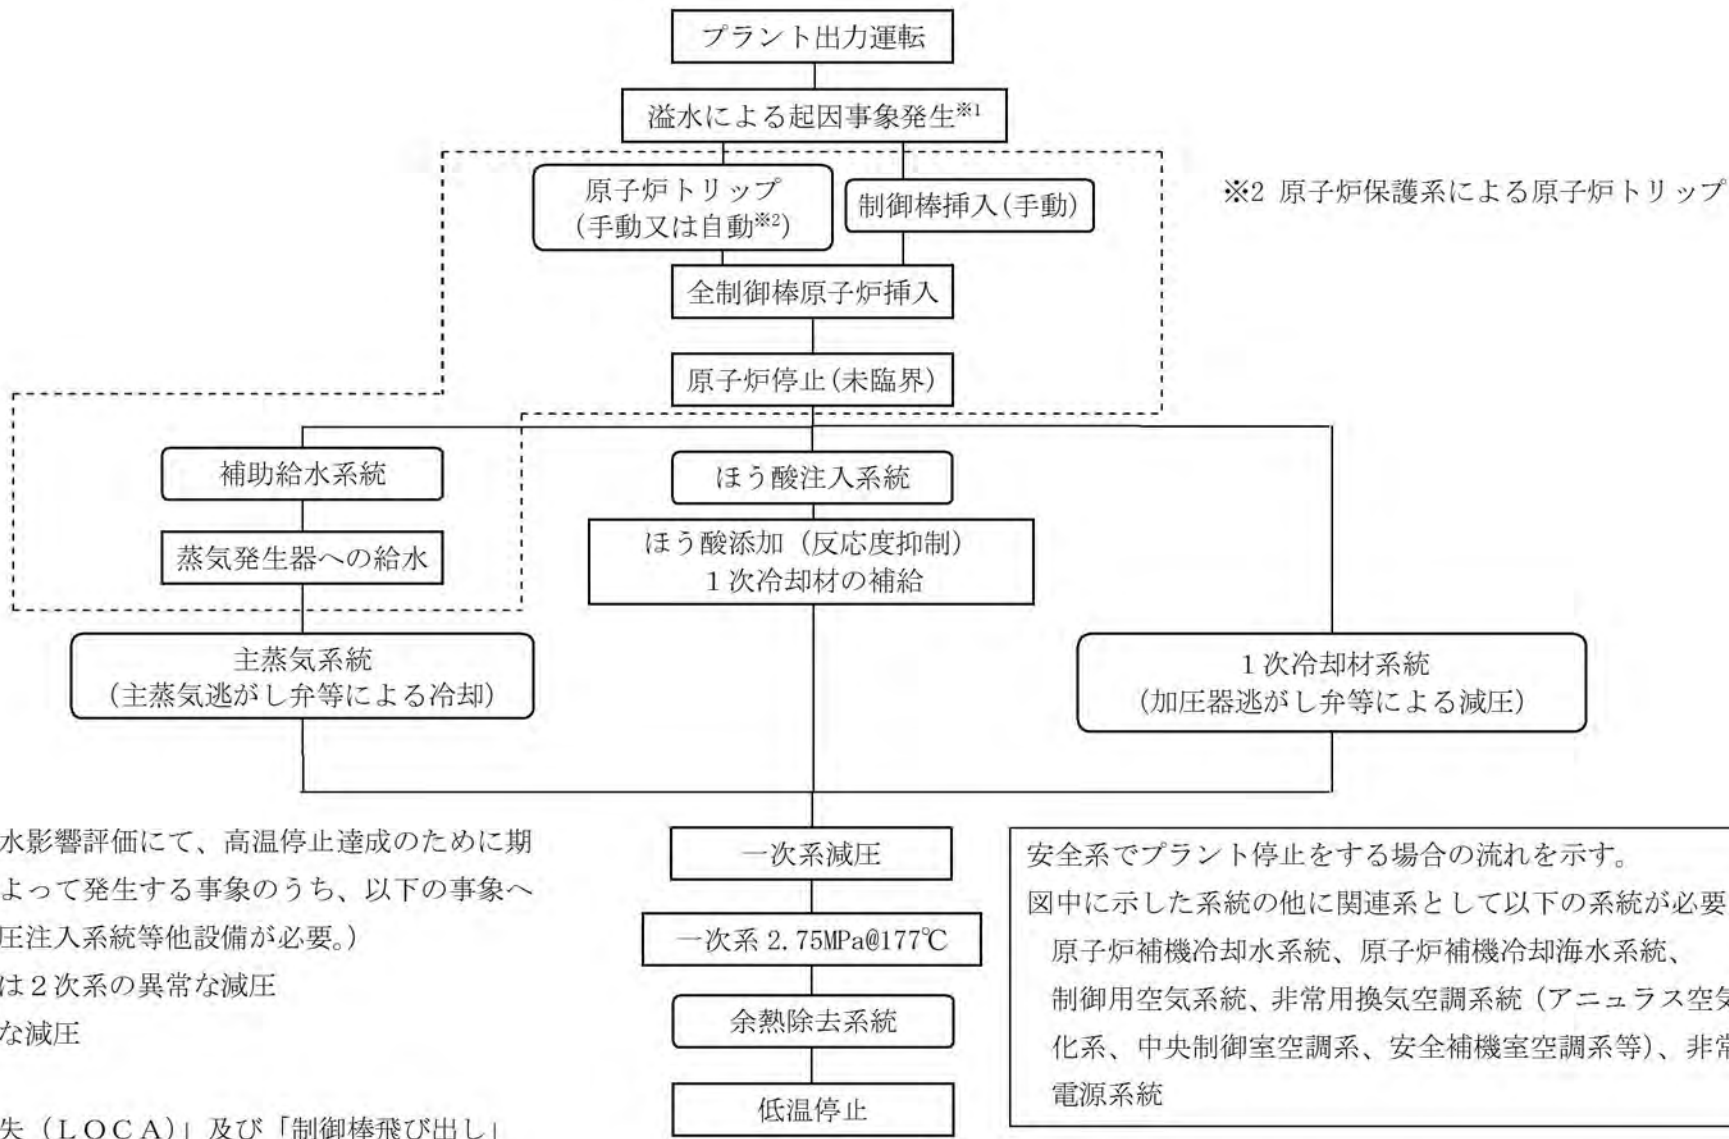 プラント出力運転
溢水による起因事象発生※1
原子炉トリップ
(手動又は自動※2)
制御棒挿入(手動)
※2 原子炉保護系による原子炉トリップ
全制御棒原子炉挿入
原子炉停止(未臨界)
補助給水系統
ほう酸注入系統
蒸気発生器への給水
ほう酸添加（反応度抑制）
１次冷却材の補給
主蒸気系統
（主蒸気逃がし弁等による冷却）
１次冷却材系統
（加圧器逃がし弁等による減圧）
水影響評価にて、高温停止達成のために期
よって発生する事象のうち、以下の事象へ
圧注入系統等他設備が必要。）
は２次系の異常な減圧
な減圧
失（ＬＯＣＡ）」及び「制御棒飛び出し」
一次系減圧
一次系 2.75MPa@177℃
余熱除去系統
低温停止
安全系でプラント停止をする場合の流れを示す。
図中に示した系統の他に関連系として以下の系統が必要
原子炉補機冷却水系統、原子炉補機冷却海水系統、
制御用空気系統、非常用換気空調系統（アニュラス空気
化系、中央制御室空調系、安全補機室空調系等）、非常
電源系統